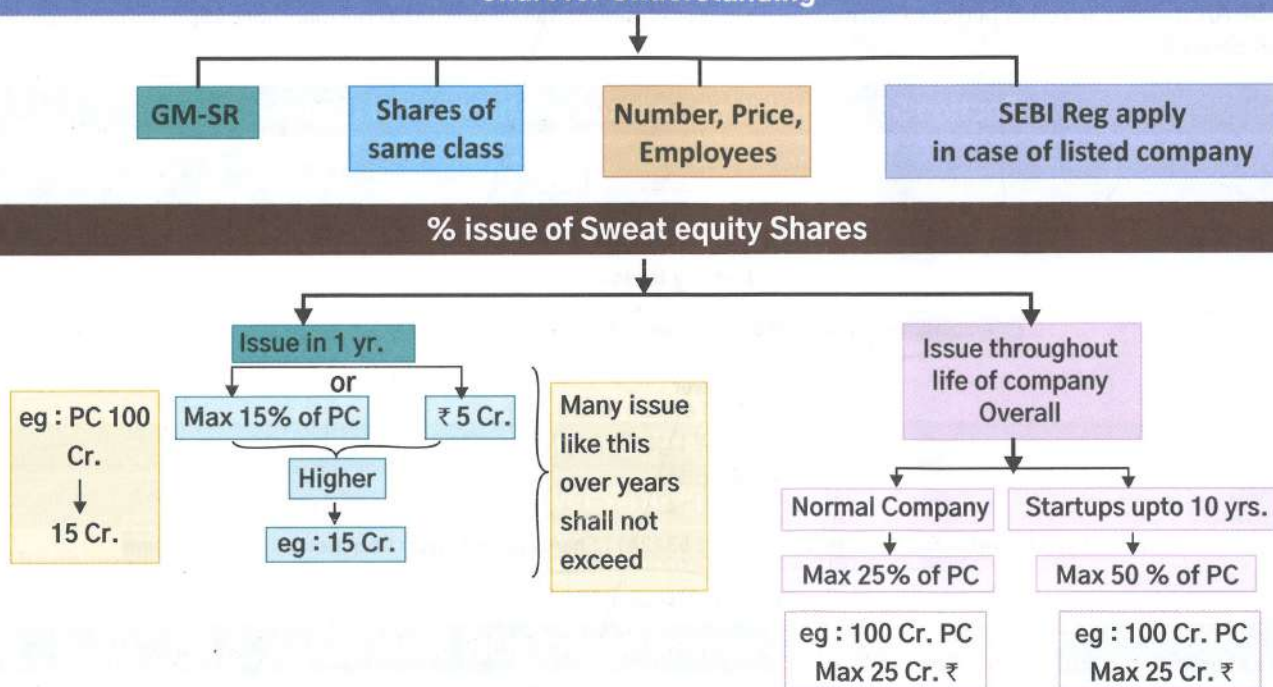 GM-SR
Shares of
same class
Number, Price,
Employees
SEBI Reg apply
in case of listed company
% issue of Sweat equity Shares
Issue in 1 yr.
or
Max 15% of PC
₹ 5 Cr.
Higher
eg : 15 Cr.
eg : PC 100
Cr.
15 Cr.
Many issue
like this
over years
shall not
exceed
Issue throughout
life of company
Overall
Normal Company
Max 25% of PC
eg : 100 Cr. PC
Max 25 Cr. ₹
Startups upto 10 yrs.
Max 50 % of PC
eg : 100 Cr. PC
Max 25 Cr. ₹